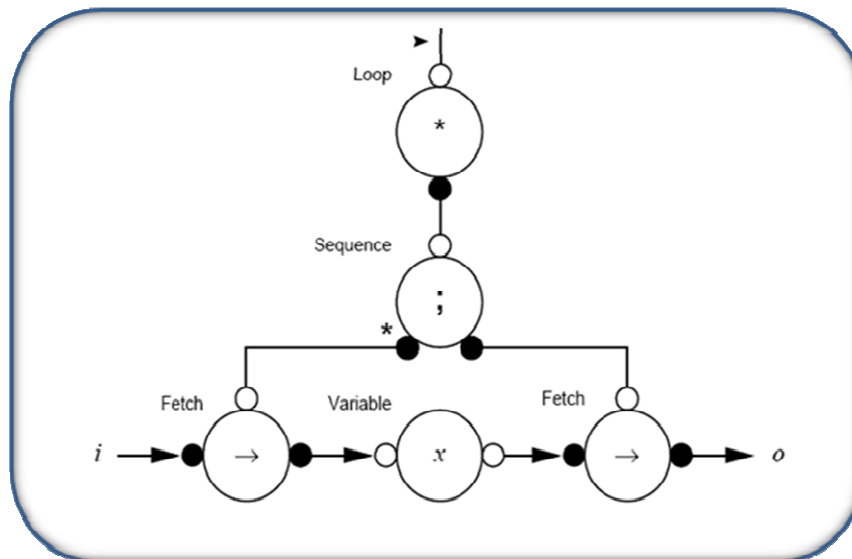 Loop
*
Sequence
;
*
Fetch
Variable
Fetch
i
→
x
→
o